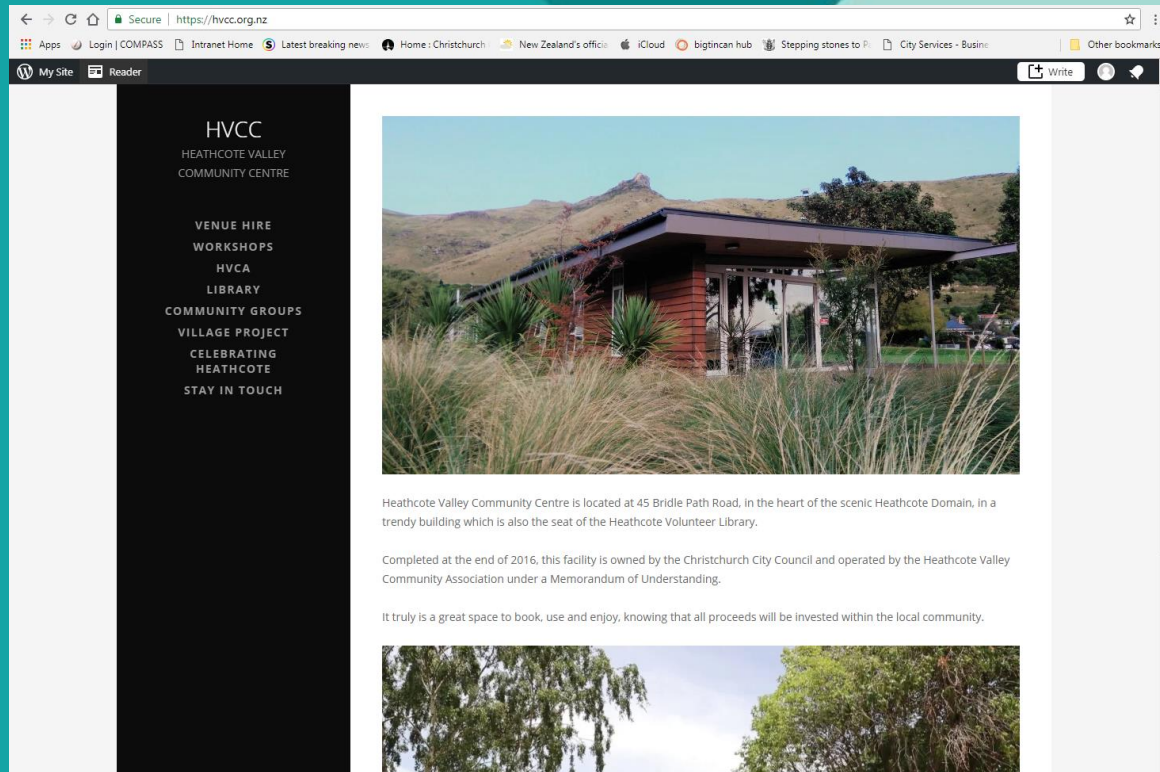 Secure | https://hvcc.org.nz
Apps Login | COMPASS Intranet Home Latest breaking news Home : Christchurch New Zealand's officia iCloud bigtincan hub Stepping stones to P City Services - Busine Other bookmarks
My Site Reader Write
HVCC
HEATHCOTE VALLEY
COMMUNITY CENTRE
VENUE HIRE
WORKSHOPS
HVCA
LIBRARY
COMMUNITY GROUPS
VILLAGE PROJECT
CELEBRATING
HEATHCOTE
STAY IN TOUCH
Heathcote Valley Community Centre is located at 45 Bridle Path Road, in the heart of the scenic Heathcote Domain, in a
trendy building which is also the seat of the Heathcote Volunteer Library.
Completed at the end of 2016, this facility is owned by the Christchurch City Council and operated by the Heathcote Valley
Community Association under a Memorandum of Understanding.
It truly is a great space to book, use and enjoy, knowing that all proceeds will be invested within the local community.